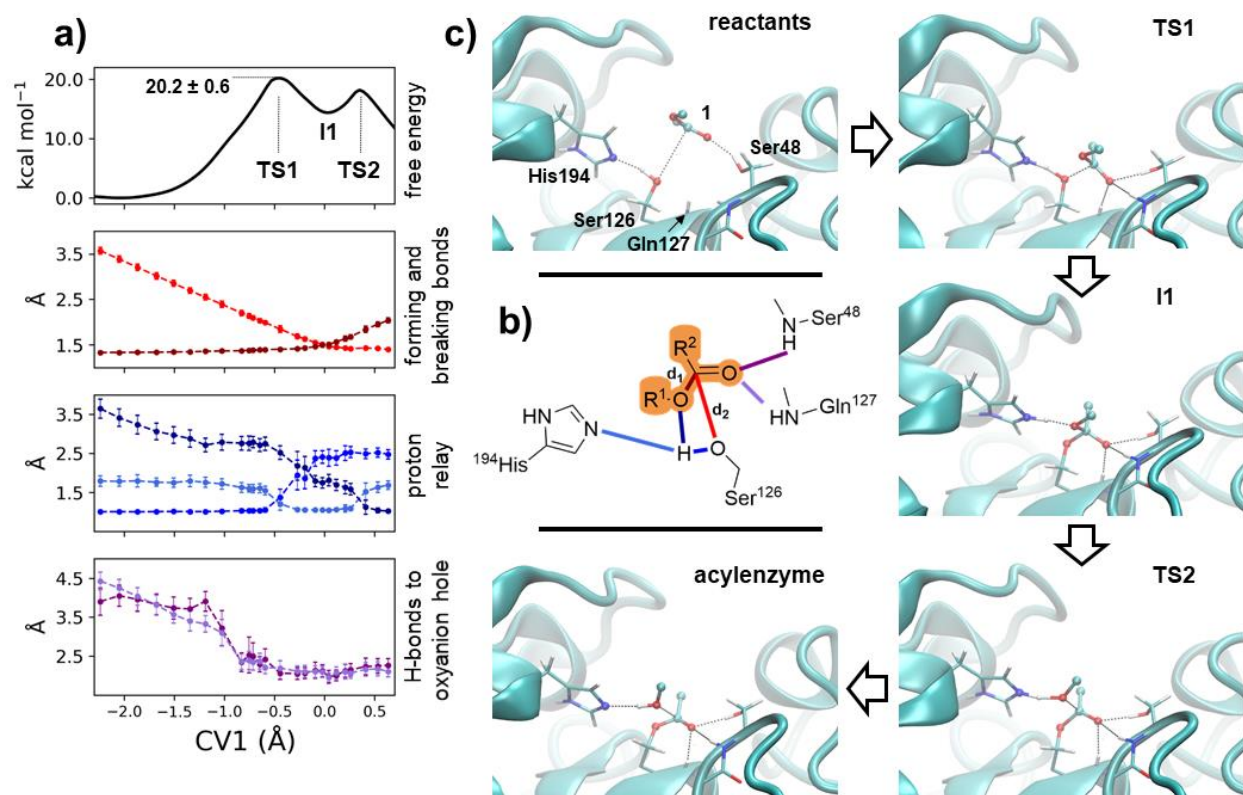 a)
kcal mol⁻¹
20.0
10.0
0.0
20.2 ± 0.6
TS1
I1
TS2
free energy
Å
3.5
2.5
1.5
forming and
breaking bonds
Å
3.5
2.5
1.5
proton
relay
Å
4.5
3.5
2.5
H-bonds to
oxyanion hole
−2.0 −1.5 −1.0 −0.5 0.0 0.5
CV1 (Å)
c)
reactants
1
His194
Ser48
Ser126
Gln127
TS1
b)
R²
d₁
O
R¹-O
d₂
N
H
Ser⁴⁸
HN
Gln¹²⁷
HN
N
¹⁹⁴His
H
O
Ser¹²⁶
I1
acylenzyme
TS2